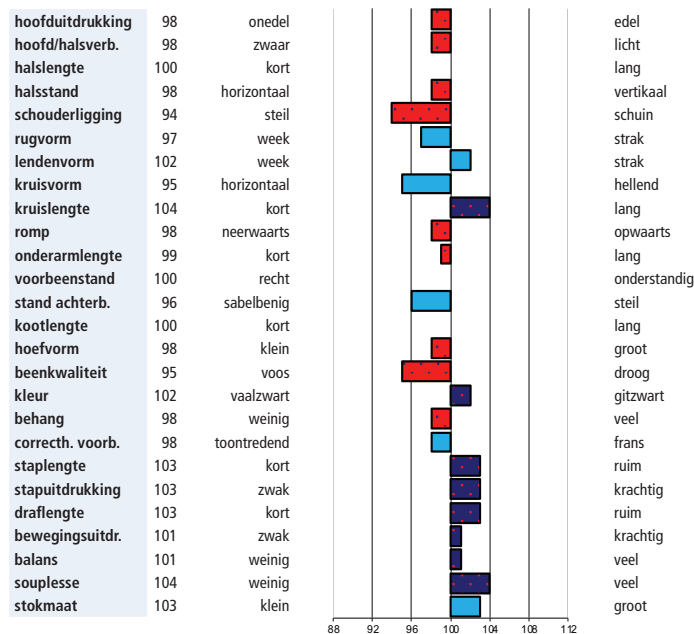 hoofduitdrukking 98 onedel edel
hoofd/halsverb. 98 zwaar licht
halslengte 100 kort lang
halsstand 98 horizontaal vertikaal
schouderligging 94 steil schuin
rugvorm 97 week strak
lendenvorm 102 week strak
kruisvorm 95 horizontaal hellend
kruislengte 104 kort lang
romp 98 neerwaarts opwaarts
onderarmlengte 99 kort lang
voorbeenstand 100 recht onderstandig
stand achterb. 96 sabelbenig steil
kootlengte 100 kort lang
hoefvorm 98 klein groot
beenkwaliteit 95 voos droog
kleur 102 vaalzwart gitzwart
behang 98 weinig veel
correcth. voorb. 98 toontredend frans
staplengte 103 kort ruim
stapuitdrukking 103 zwak krachtig
draflengte 103 kort ruim
bewegingsuitdr. 101 zwak krachtig
balans 101 weinig veel
souplesse 104 weinig veel
stokmaat 103 klein groot
88 92 96 100 104 108 112